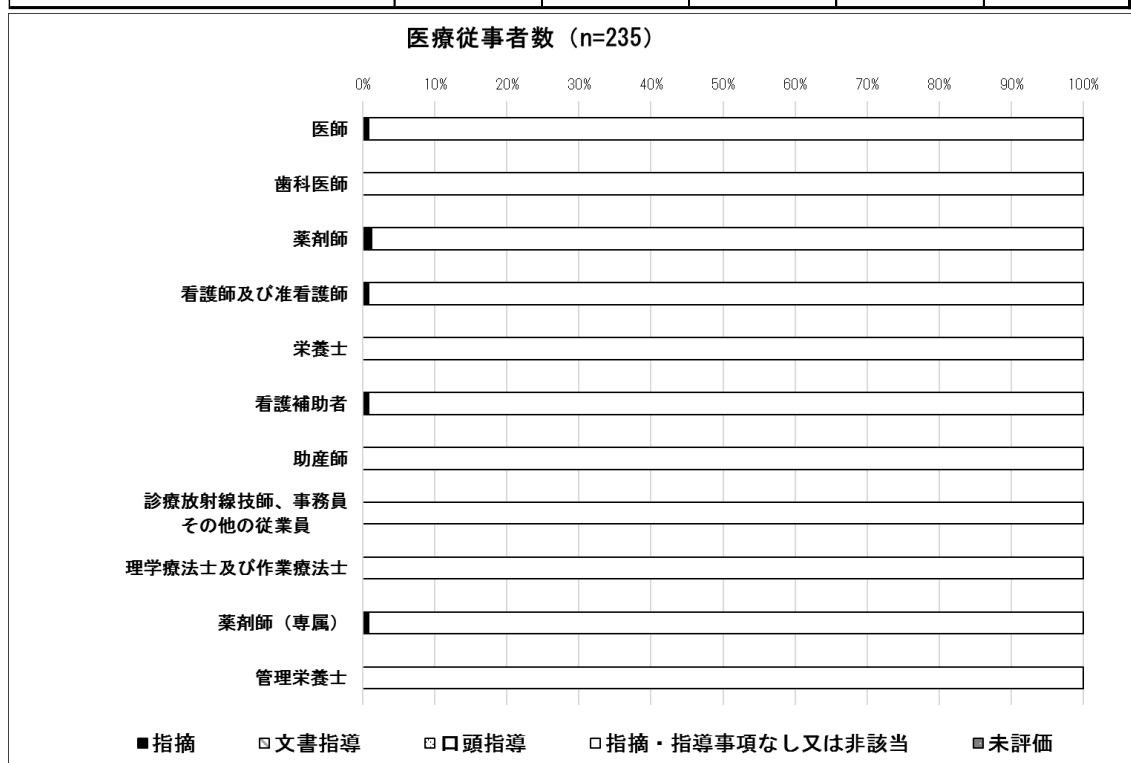 医療従事者数（n=235）
0% 10% 20% 30% 40% 50% 60% 70% 80% 90% 100%
医師
歯科医師
薬剤師
看護師及び准看護師
栄養士
看護補助者
助産師
診療放射線技師、事務員
その他の従業員
理学療法士及び作業療法士
薬剤師（専属）
管理栄養士
■指摘 □文書指導 □口頭指導 □指摘・指導事項なし又は非該当 ■未評価